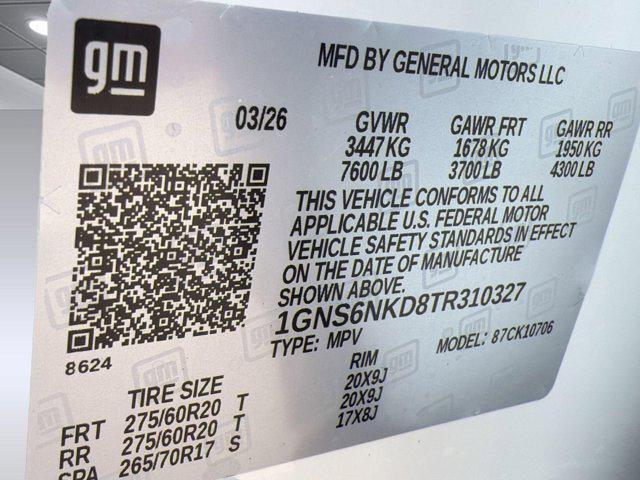 gm
MFD BY GENERAL MOTORS LLC
03/26 GVWR GAWR FRT GAWR RR
3447 KG 1678 KG 1950 KG
7600 LB 3700 LB 4300 LB
THIS VEHICLE CONFORMS TO ALL
APPLICABLE U.S. FEDERAL MOTOR
VEHICLE SAFETY STANDARDS IN EFFECT
ON THE DATE OF MANUFACTURE
SHOWN ABOVE.
1GNS6NKD8TR310327
TYPE: MPV MODEL: 87CK10706
8624
TIRE SIZE RIM
FRT 275/60R20 T 20X9J
RR 275/60R20 T 20X9J
SPA 265/70R17 S 17X8J